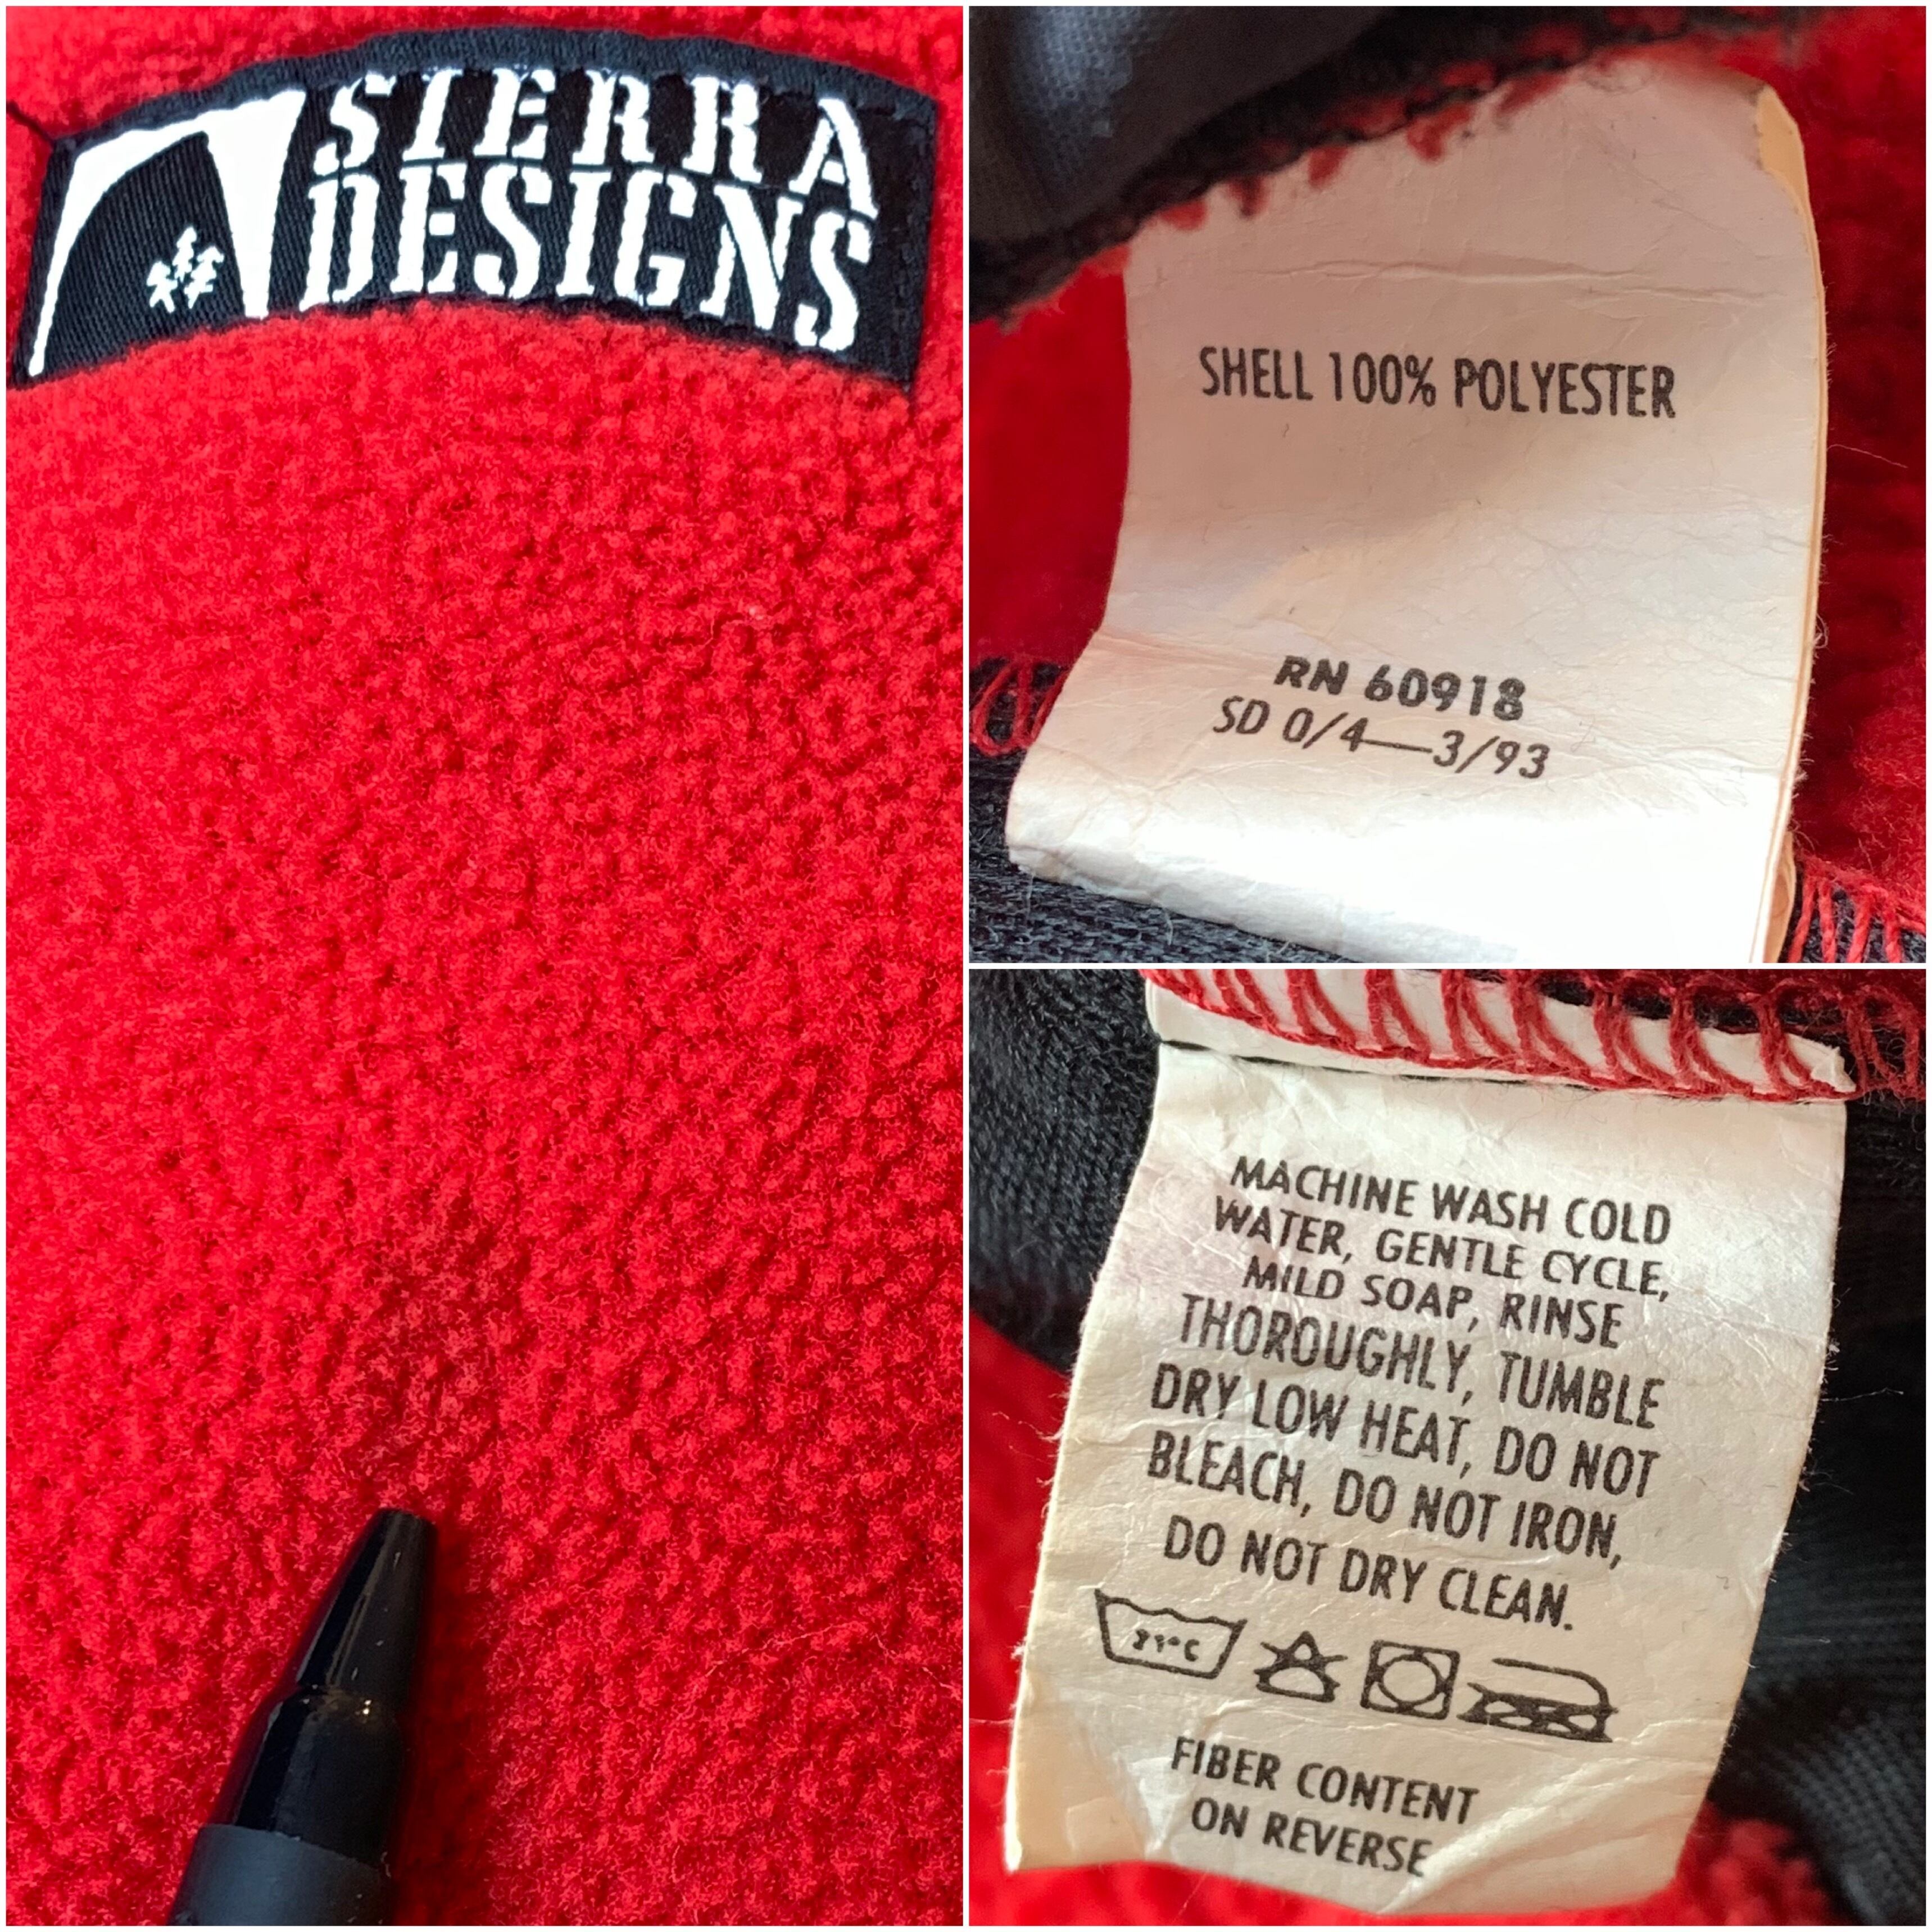 SIERRA
DESIGNS
SHELL 100% POLYESTER
RN 60918
SD 0/4—3/93
MACHINE WASH COLD
WATER, GENTLE CYCLE,
MILD SOAP, RINSE
THOROUGHLY, TUMBLE
DRY LOW HEAT, DO NOT
BLEACH, DO NOT IRON,
DO NOT DRY CLEAN.
FIBER CONTENT
ON REVERSE